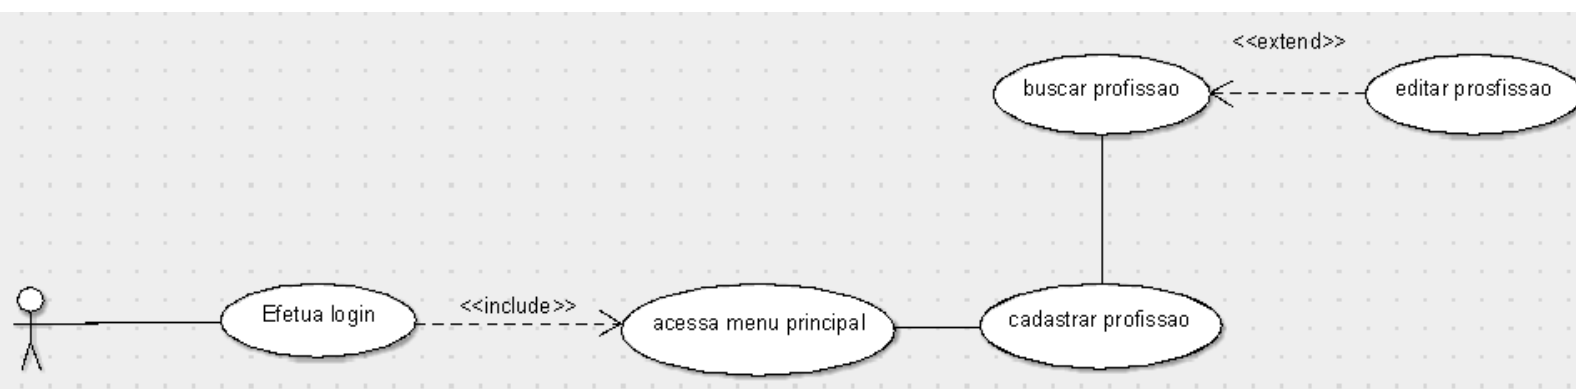 <<extend>>
buscar profissao
editar prosfissao
Efetua login
<<include>>
acessa menu principal
cadastrar profissao